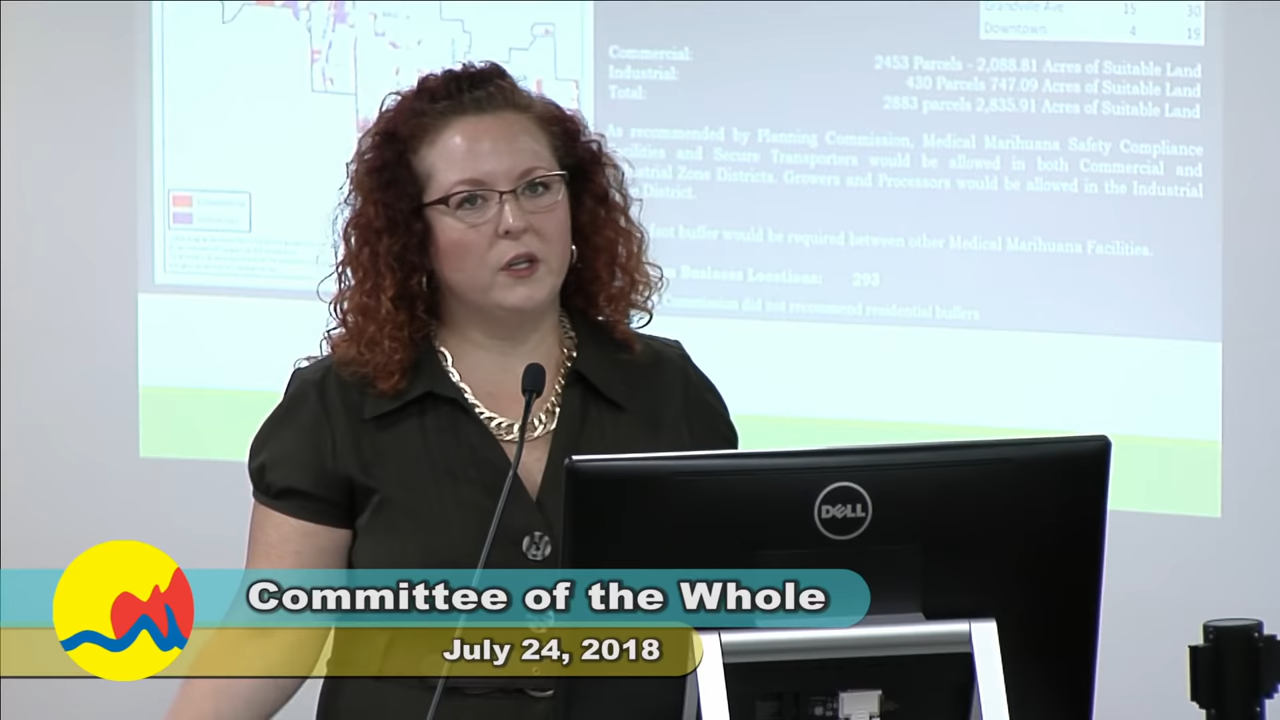 Grandville Ave 15 30
Downtown 4 19
Commercial: 2453 Parcels - 2,088.81 Acres of Suitable Land
Industrial: 430 Parcels 747.09 Acres of Suitable Land
Total: 2883 parcels 2,835.91 Acres of Suitable Land
As recommended by Planning Commission, Medical Marihuana Safety Compliance
and Secure Transporters would be allowed in both Commercial and
Zone Districts. Growers and Processors would be allowed in the Industrial
District.
foot buffer would be required between other Medical Marihuana Facilities.
Business Locations: 293
Commission did not recommend residential buffers
DELL
Committee of the Whole
July 24, 2018